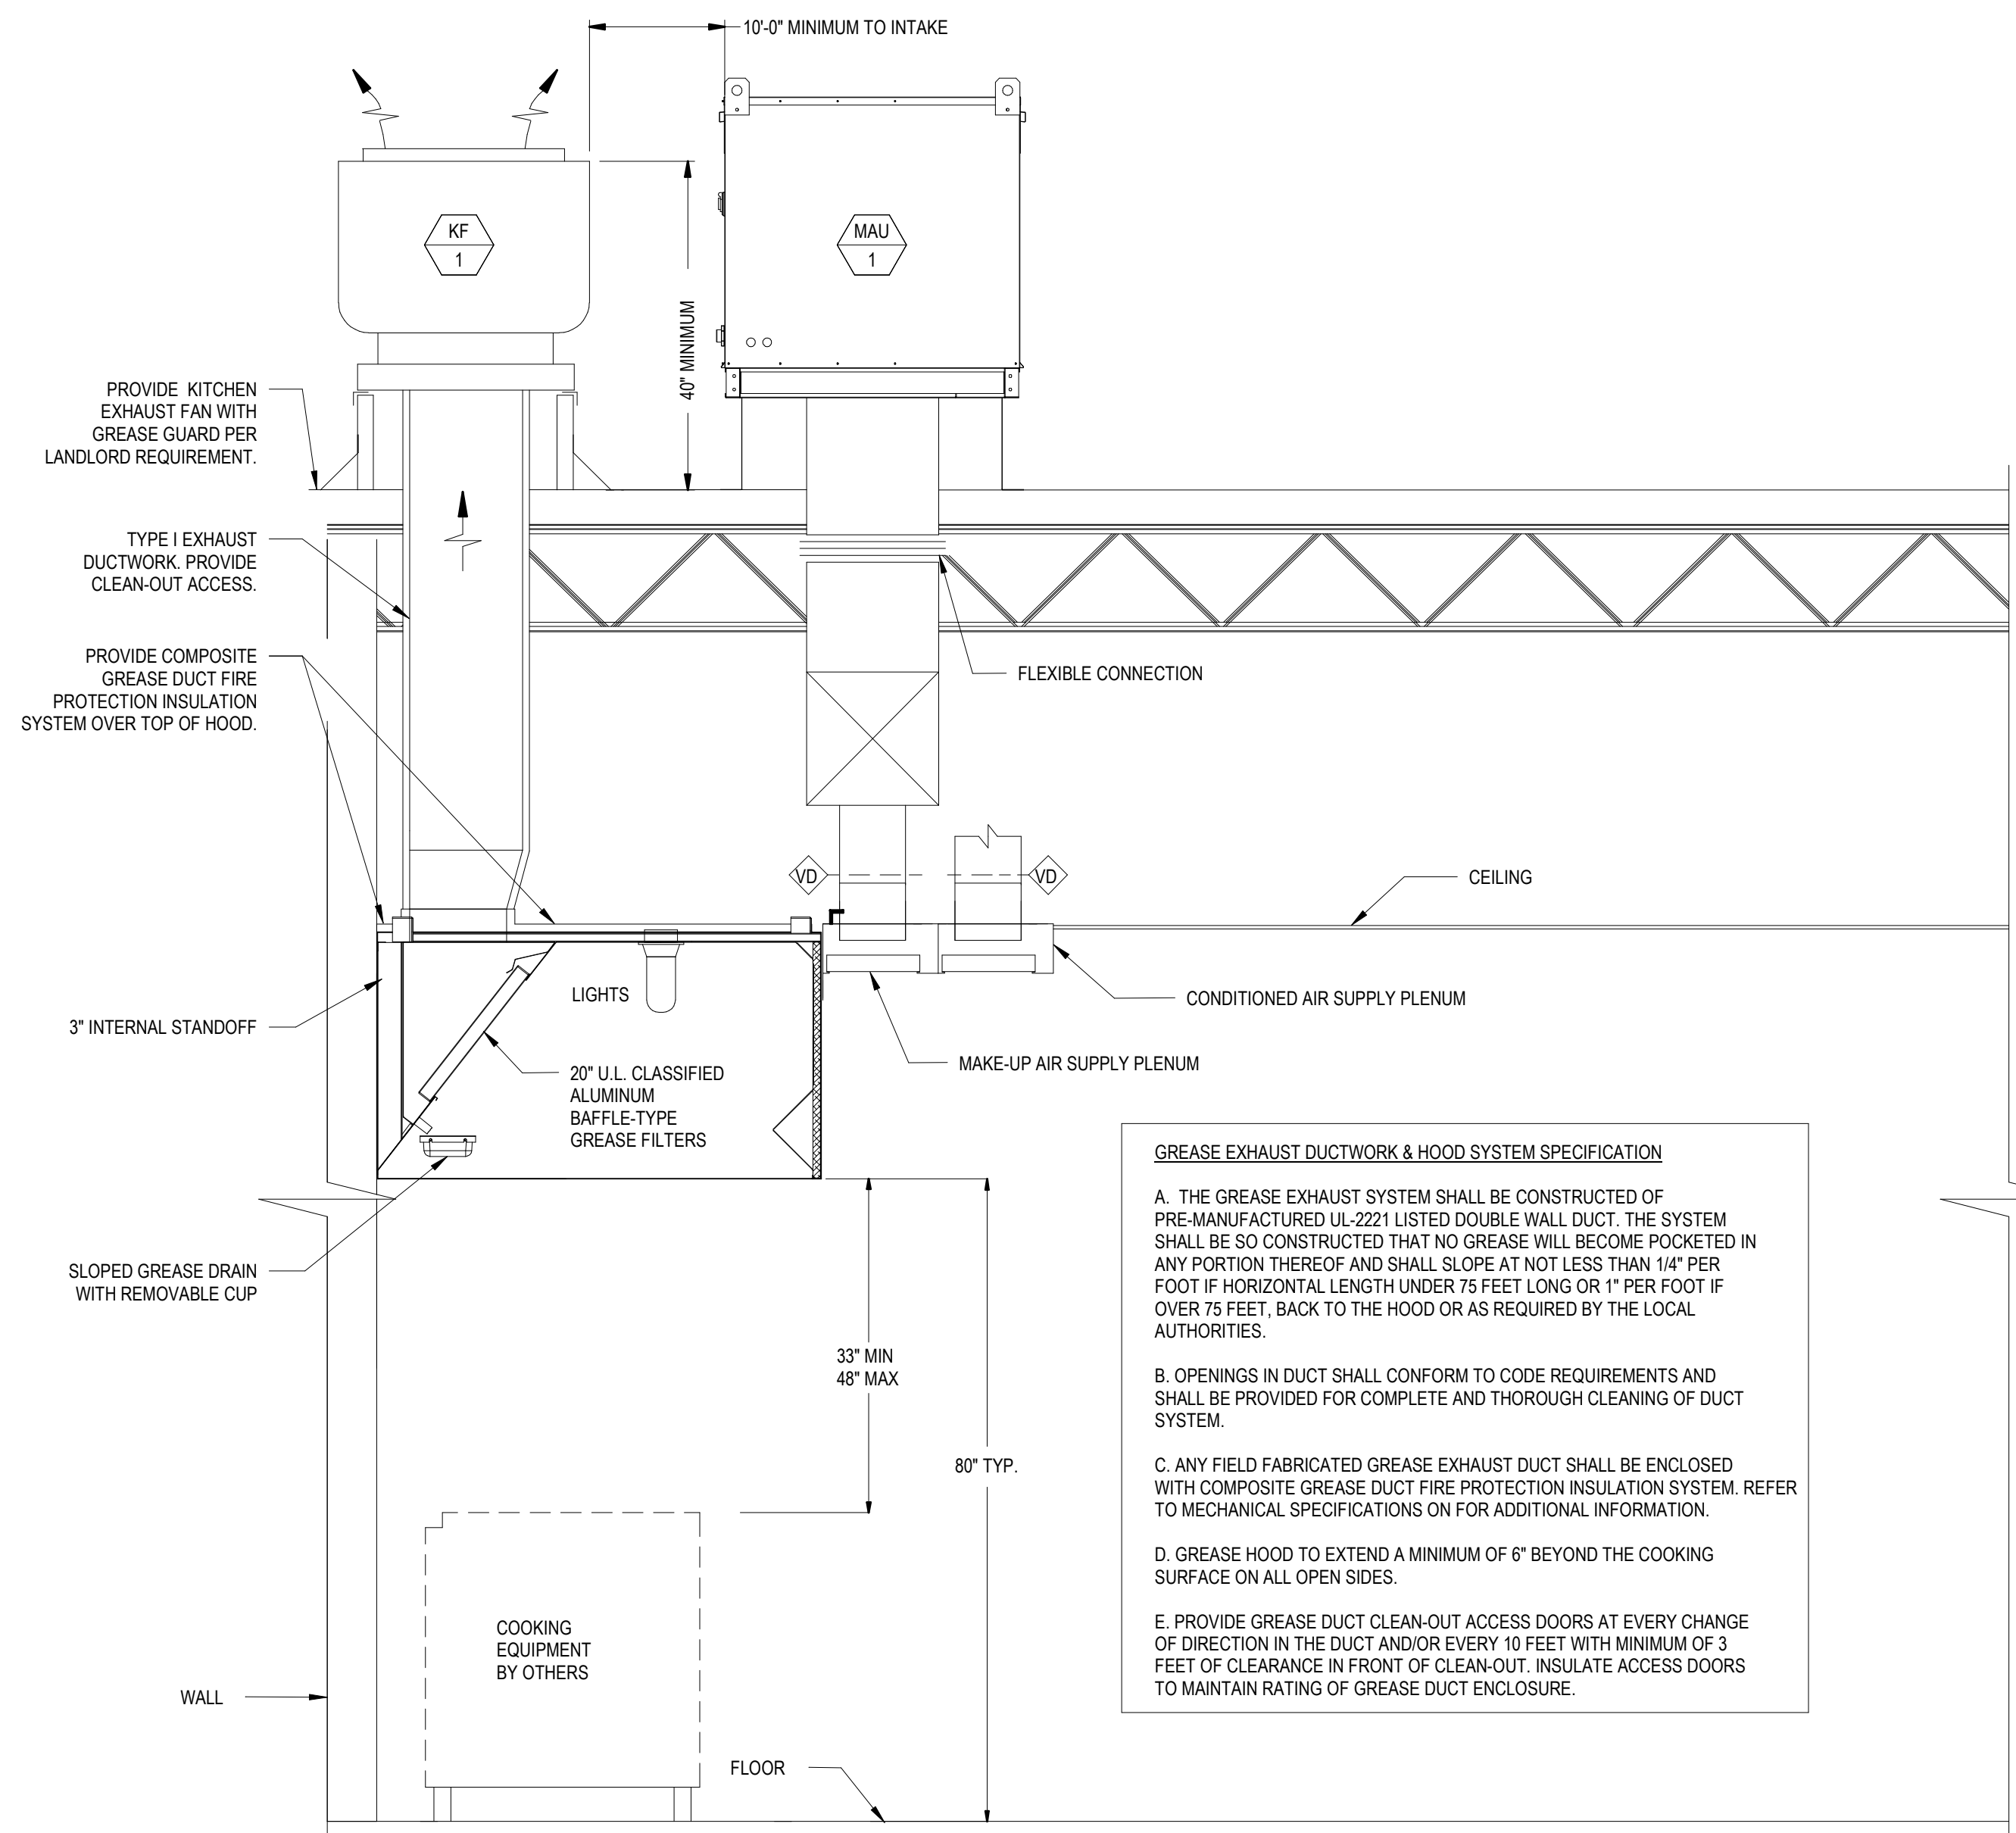 10'-0" MINIMUM TO INTAKE
KF
1
MAU
1
40" MINIMUM
PROVIDE KITCHEN
EXHAUST FAN WITH
GREASE GUARD PER
LANDLORD REQUIREMENT.
TYPE I EXHAUST
DUCTWORK. PROVIDE
CLEAN-OUT ACCESS.
PROVIDE COMPOSITE
GREASE DUCT FIRE
PROTECTION INSULATION
SYSTEM OVER TOP OF HOOD.
FLEXIBLE CONNECTION
VD
VD
CEILING
LIGHTS
CONDITIONED AIR SUPPLY PLENUM
3" INTERNAL STANDOFF
MAKE-UP AIR SUPPLY PLENUM
20" U.L. CLASSIFIED
ALUMINUM
BAFFLE-TYPE
GREASE FILTERS
SLOPED GREASE DRAIN
WITH REMOVABLE CUP
33" MIN
48" MAX
80" TYP.
COOKING
EQUIPMENT
BY OTHERS
WALL
FLOOR
GREASE EXHAUST DUCTWORK & HOOD SYSTEM SPECIFICATION
A. THE GREASE EXHAUST SYSTEM SHALL BE CONSTRUCTED OF
PRE-MANUFACTURED UL-2221 LISTED DOUBLE WALL DUCT. THE SYSTEM
SHALL BE SO CONSTRUCTED THAT NO GREASE WILL BECOME POCKETED IN
ANY PORTION THEREOF AND SHALL SLOPE AT NOT LESS THAN 1/4" PER
FOOT IF HORIZONTAL LENGTH UNDER 75 FEET LONG OR 1" PER FOOT IF
OVER 75 FEET, BACK TO THE HOOD OR AS REQUIRED BY THE LOCAL
AUTHORITIES.
B. OPENINGS IN DUCT SHALL CONFORM TO CODE REQUIREMENTS AND
SHALL BE PROVIDED FOR COMPLETE AND THOROUGH CLEANING OF DUCT
SYSTEM.
C. ANY FIELD FABRICATED GREASE EXHAUST DUCT SHALL BE ENCLOSED
WITH COMPOSITE GREASE DUCT FIRE PROTECTION INSULATION SYSTEM. REFER
TO MECHANICAL SPECIFICATIONS ON FOR ADDITIONAL INFORMATION.
D. GREASE HOOD TO EXTEND A MINIMUM OF 6" BEYOND THE COOKING
SURFACE ON ALL OPEN SIDES.
E. PROVIDE GREASE DUCT CLEAN-OUT ACCESS DOORS AT EVERY CHANGE
OF DIRECTION IN THE DUCT AND/OR EVERY 10 FEET WITH MINIMUM OF 3
FEET OF CLEARANCE IN FRONT OF CLEAN-OUT. INSULATE ACCESS DOORS
TO MAINTAIN RATING OF GREASE DUCT ENCLOSURE.